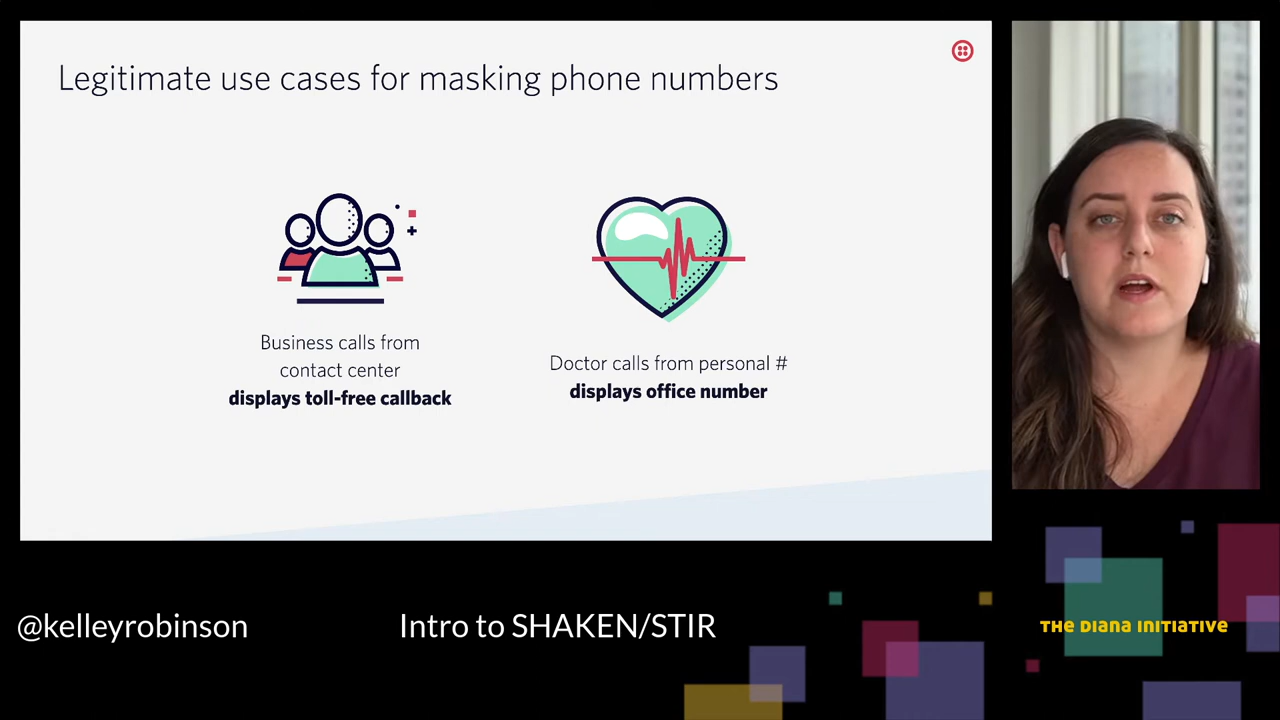 Legitimate use cases for masking phone numbers
Business calls from
contact center
displays toll-free callback
Doctor calls from personal #
displays office number
@kelleyrobinson
Intro to SHAKEN/STIR
THE DIANA INITIATIVE